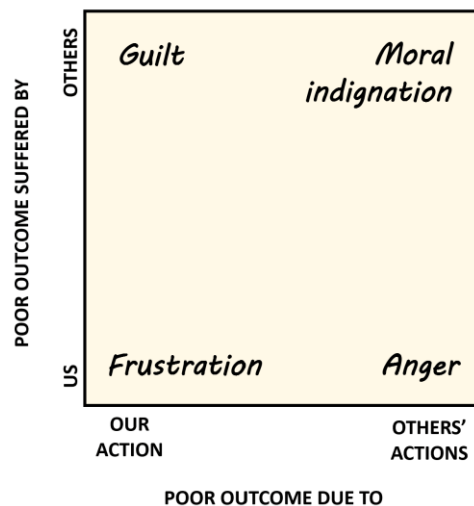 POOR OUTCOME SUFFERED BY
OTHERS
US
Guilt
Moral
indignation
Frustration
Anger
OUR
ACTION
OTHERS'
ACTIONS
POOR OUTCOME DUE TO